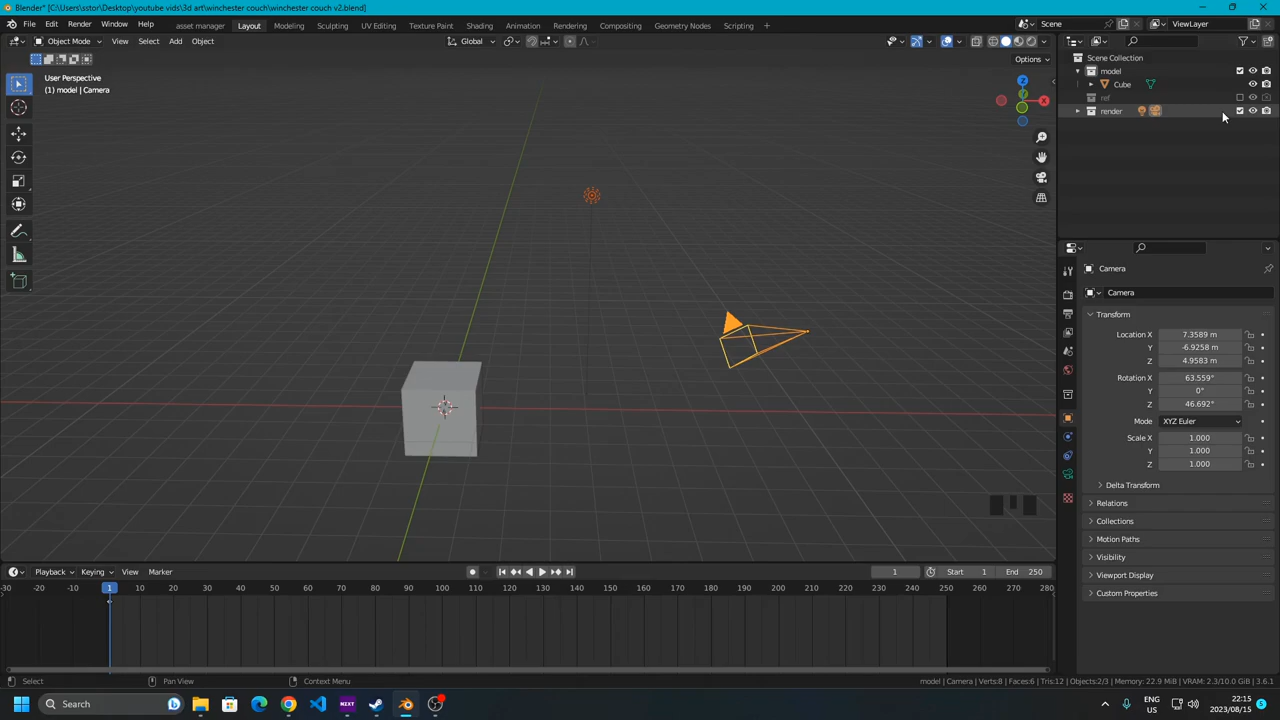 Blender* [C:\Users\sstor\Desktop\youtube vids\3d art\winchester couch\winchester couch v2.blend]
File Edit Render Window Help asset manager Layout Modeling Sculpting UV Editing Texture Paint Shading Animation Rendering Compositing Geometry Nodes Scripting + Scene ViewLayer
Object Mode View Select Add Object Global
Options
User Perspective
(1) model | Camera
Z
X
Scene Collection
model
Cube
ref
render
Camera
Camera
Transform
Location X 7.3589 m
Y -6.9258 m
Z 4.9583 m
Rotation X 63.559°
Y 0°
Z 46.692°
Mode XYZ Euler
Scale X 1.000
Y 1.000
Z 1.000
Delta Transform
Relations
Collections
Motion Paths
Visibility
Viewport Display
Custom Properties
Playback Keying View Marker 1 Start 1 End 250
-30 -20 -10 1 10 20 30 40 50 60 70 80 90 100 110 120 130 140 150 160 170 180 190 200 210 220 230 240 250 260 270 280
Select Pan View Context Menu model | Camera | Verts:8 | Faces:6 | Tris:12 | Objects:2/3 | Memory: 22.9 MiB | VRAM: 2.3/10.0 GiB | 3.6.1
Search NZXT ENG US 22:15 2023/08/15